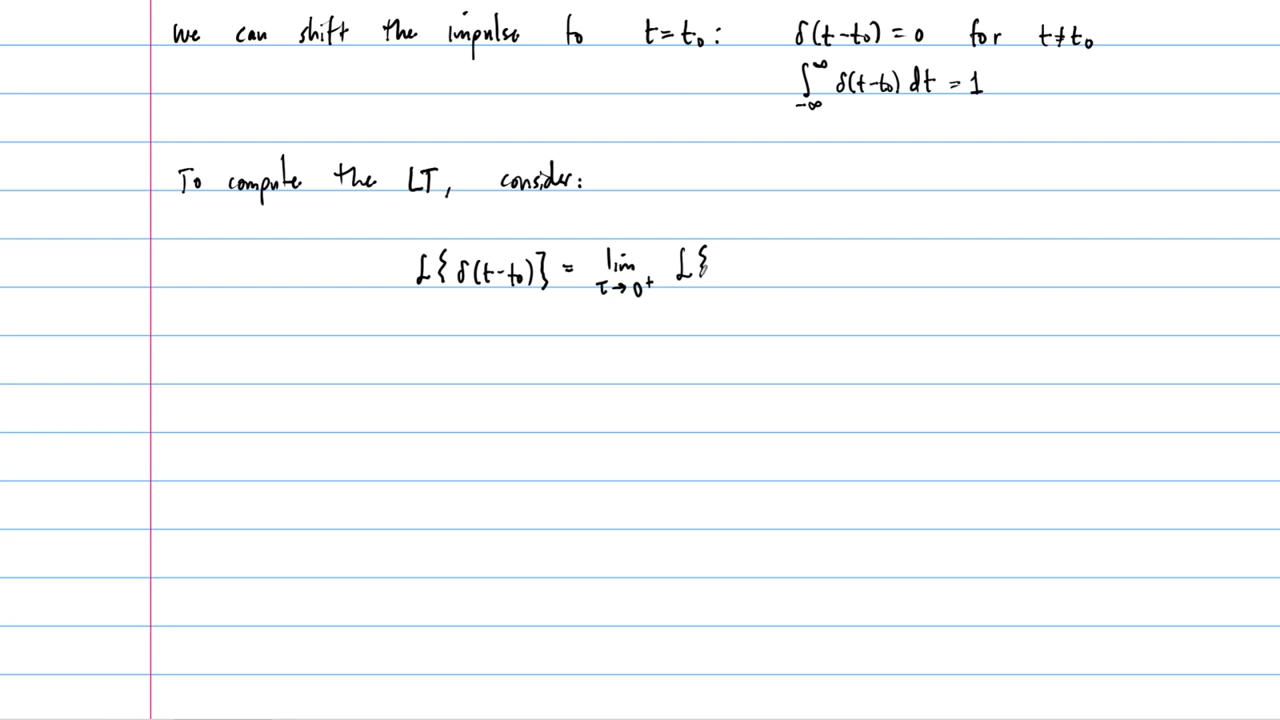 we can shift the impulse to t = t₀ : δ(t-t₀) = 0 for t ≠ t₀
∫_{-∞}^{∞} δ(t-t₀) dt = 1
To compute the LT, consider:
ℒ{ δ(t-t₀)} = lim_{τ→0⁺} ℒ{